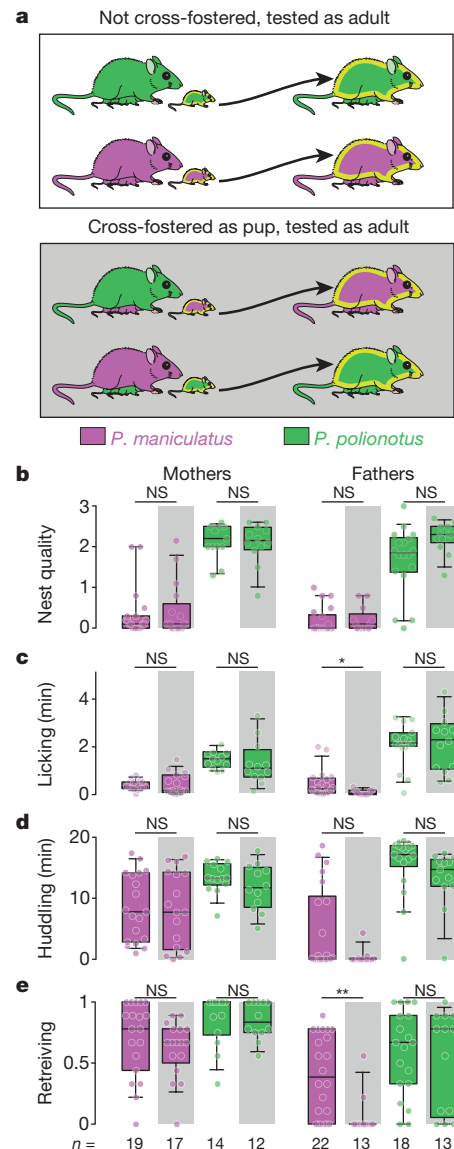 a
Not cross-fostered, tested as adult
Cross-fostered as pup, tested as adult
P. maniculatus P. polionotus
Mothers Fathers
b
NS NS NS NS
Nest quality
3
2
1
0
c
NS NS * NS
Licking (min)
4
2
0
d
NS NS NS NS
Huddling (min)
20
10
0
e
NS NS ** NS
Retreiving
1
0.5
0
n = 19 17 14 12 22 13 18 13